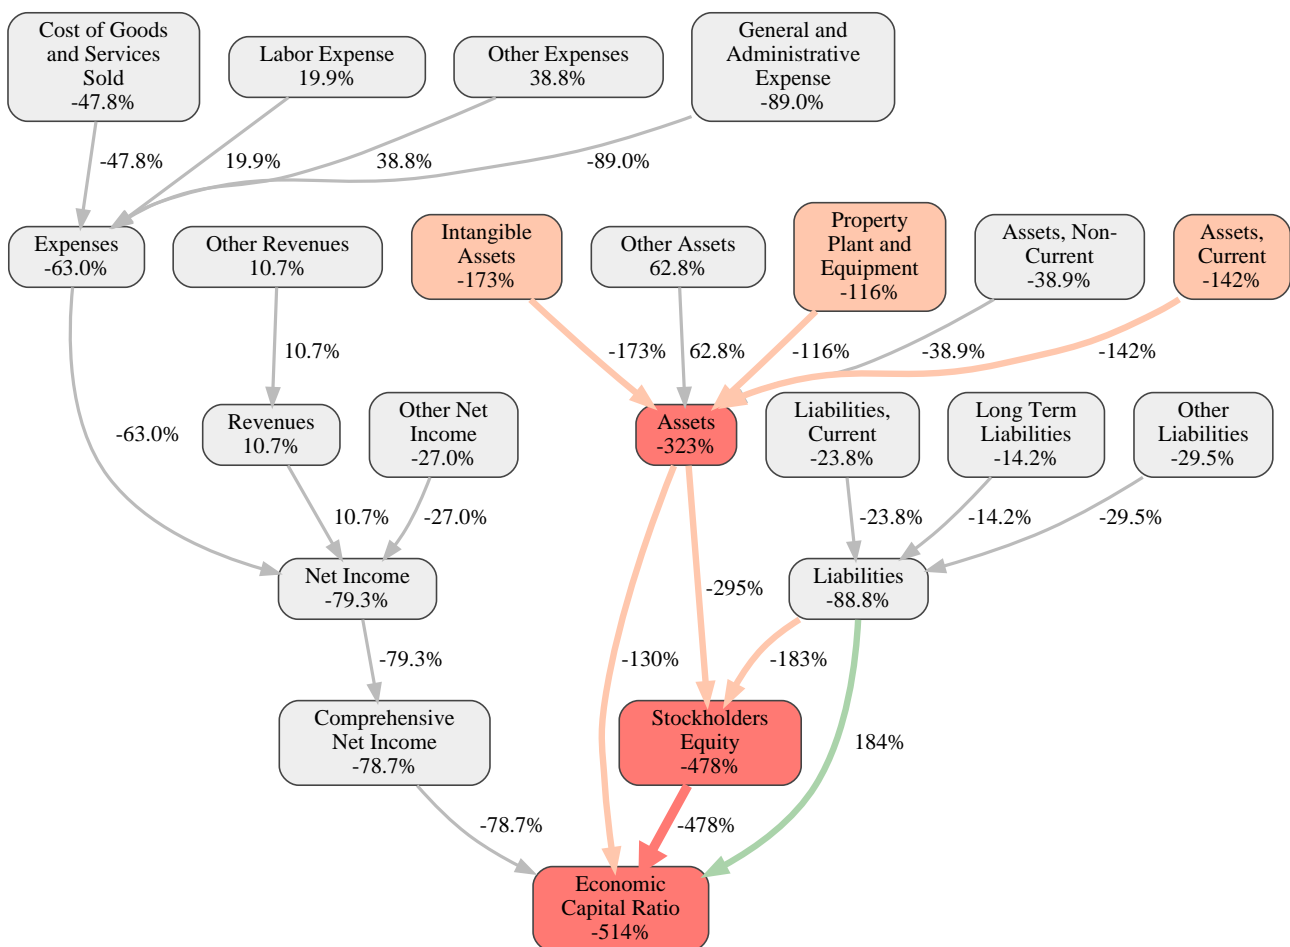 Cost of Goods
and Services
Sold
-47.8%
Labor Expense
19.9%
Other Expenses
38.8%
General and
Administrative
Expense
-89.0%
-47.8%
19.9%
38.8%
-89.0%
Expenses
-63.0%
Other Revenues
10.7%
Intangible
Assets
-173%
Other Assets
62.8%
Property
Plant and
Equipment
-116%
Assets, Non-
Current
-38.9%
Assets,
Current
-142%
10.7%
-173%
62.8%
-116%
-38.9%
-142%
-63.0%
Revenues
10.7%
Other Net
Income
-27.0%
Assets
-323%
Liabilities,
Current
-23.8%
Long Term
Liabilities
-14.2%
Other
Liabilities
-29.5%
10.7%
-27.0%
-23.8%
-14.2%
-29.5%
Net Income
-79.3%
-295%
Liabilities
-88.8%
-79.3%
-130%
-183%
Comprehensive
Net Income
-78.7%
Stockholders
Equity
-478%
184%
-78.7%
-478%
Economic
Capital Ratio
-514%